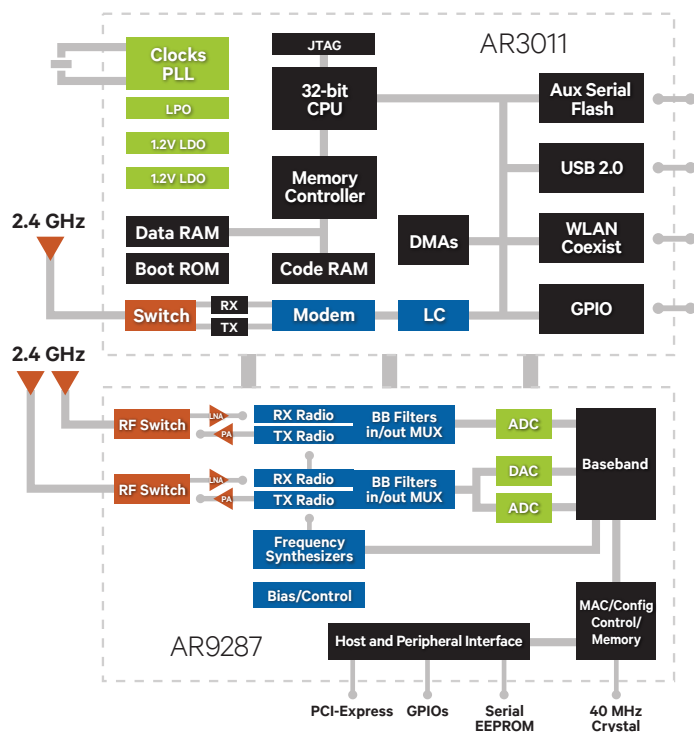 AR3011
Clocks
PLL
JTAG
32-bit
CPU
Aux Serial
Flash
LPO
1.2V LDO
1.2V LDO
Memory
Controller
USB 2.0
2.4 GHz
Data RAM
DMAs
WLAN
Coexist
Boot ROM
Code RAM
Switch
RX
TX
Modem
LC
GPIO
2.4 GHz
RF Switch
LNA
PA
RX Radio
TX Radio
BB Filters
in/out MUX
ADC
Baseband
RF Switch
LNA
PA
RX Radio
TX Radio
BB Filters
in/out MUX
DAC
ADC
Frequency
Synthesizers
Bias/Control
MAC/Config
Control/
Memory
AR9287
Host and Peripheral Interface
PCI-Express
GPIOs
Serial
EEPROM
40 MHz
Crystal